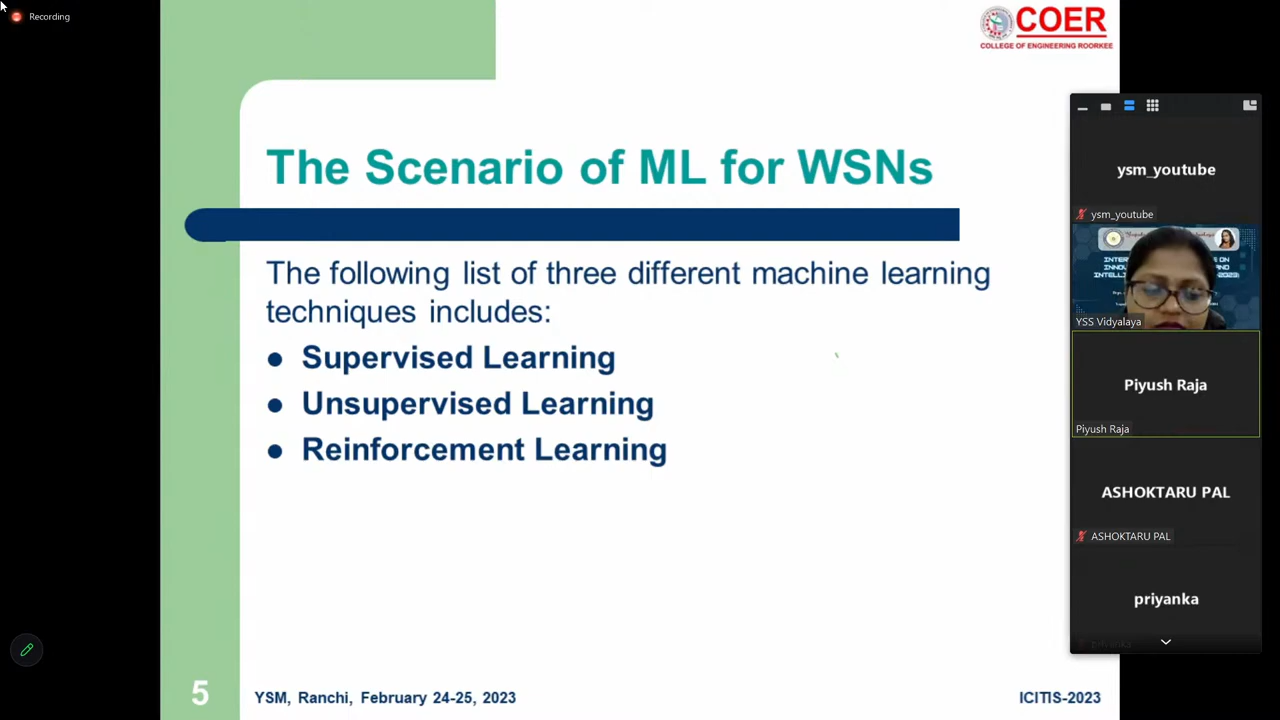 Recording
COER
COLLEGE OF ENGINEERING ROORKEE
The Scenario of ML for WSNs
The following list of three different machine learning
techniques includes:
● Supervised Learning
● Unsupervised Learning
● Reinforcement Learning
5
YSM, Ranchi, February 24-25, 2023
ICITIS-2023
ysm_youtube
ysm_youtube
YSS Vidyalaya
Piyush Raja
Piyush Raja
ASHOKTARU PAL
ASHOKTARU PAL
priyanka